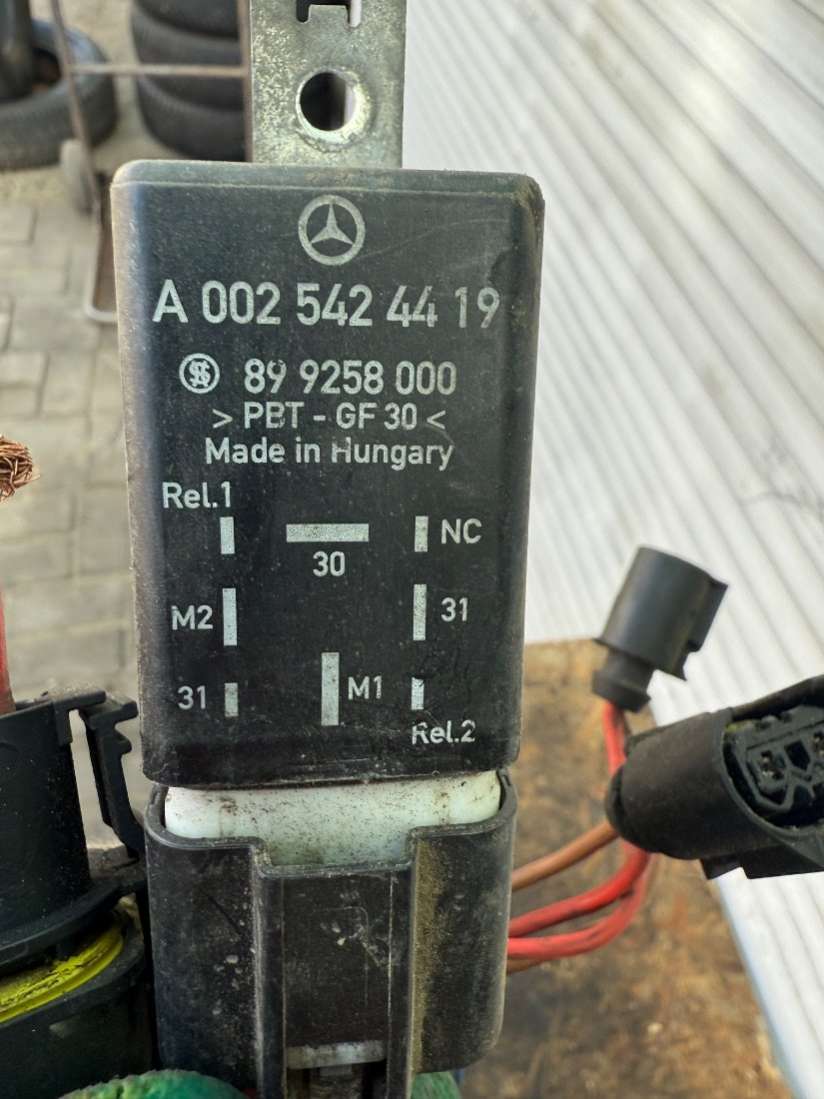 A 002 542 44 19
89 9258 000
> PBT - GF 30 <
Made in Hungary
Rel.1
30
NC
M2
31
31
M1
Rel.2